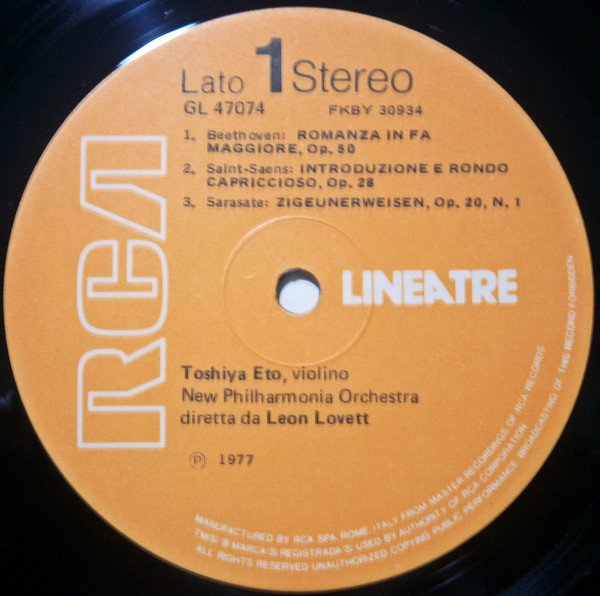 Lato 1 Stereo
GL 47074 FKBY 30934
1. Beethoven: ROMANZA IN FA
MAGGIORE, Op. 50
2. Saint-Saens: INTRODUZIONE E RONDO
CAPRICCIOSO, Op. 28
3. Sarasate: ZIGEUNERWEISEN, Op. 20, N. 1
RCA
LINEATRE
Toshiya Eto, violino
New Philharmonia Orchestra
diretta da Leon Lovett
℗ 1977
MANUFACTURED BY RCA SPA ROME, ITALY FROM MASTER RECORDINGS OF RCA RECORDS
TM(S) ® MARCA(S) REGISTRADA(S) USED BY AUTHORITY OF RCA CORPORATION
ALL RIGHTS RESERVED UNAUTHORIZED COPYING PUBLIC PERFORMANCE BROADCASTING OF THIS RECORD FORBIDDEN